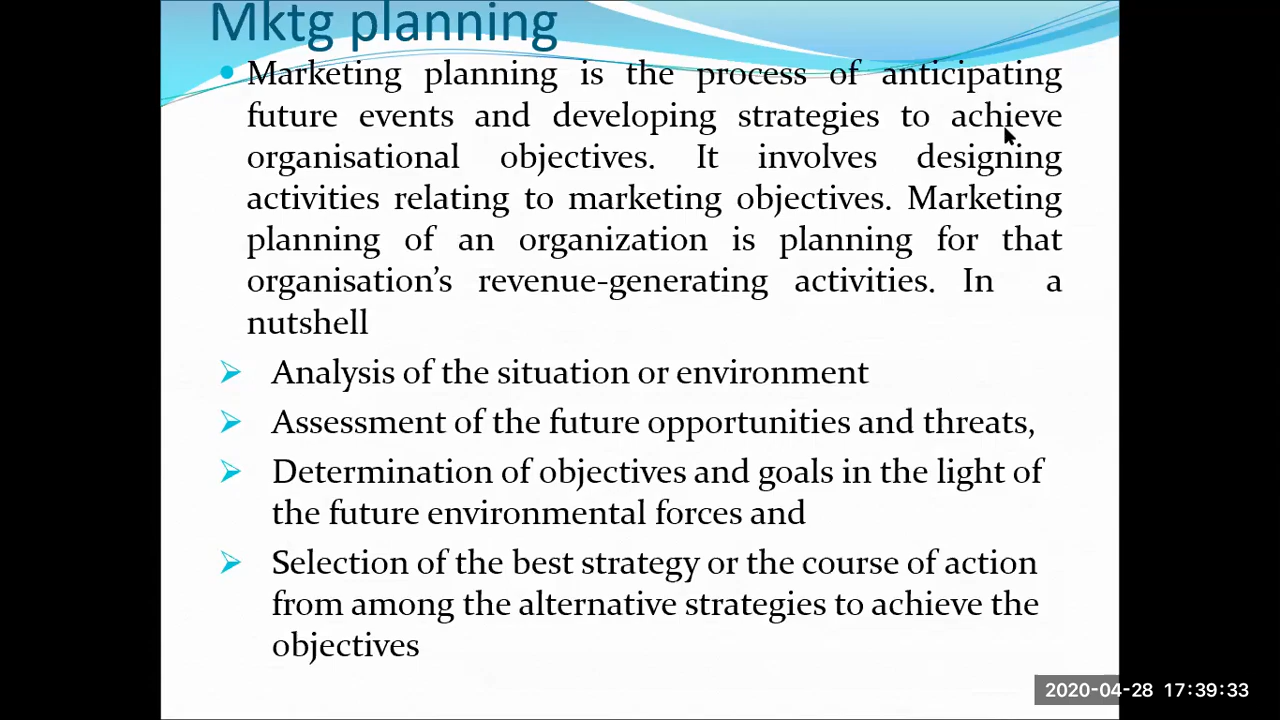 Mktg planning
Marketing planning is the process of anticipating
future events and developing strategies to achieve
organisational objectives. It involves designing
activities relating to marketing objectives. Marketing
planning of an organization is planning for that
organisation’s revenue-generating activities. In a
nutshell
Analysis of the situation or environment
Assessment of the future opportunities and threats,
Determination of objectives and goals in the light of
the future environmental forces and
Selection of the best strategy or the course of action
from among the alternative strategies to achieve the
objectives
2020-04-28 17:39:33